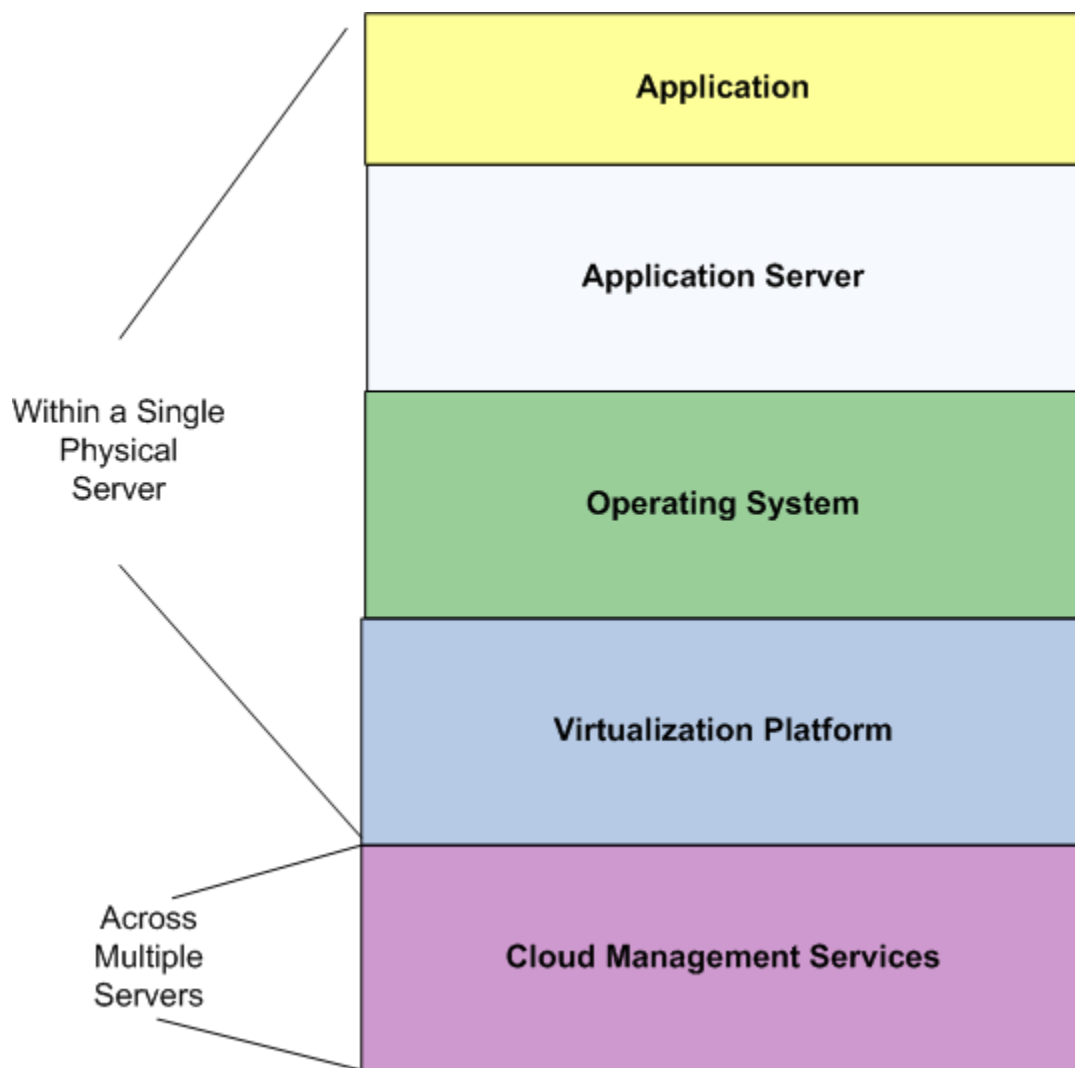 Application
Application Server
Within a Single
Physical
Server
Operating System
Virtualization Platform
Across
Multiple
Servers
Cloud Management Services